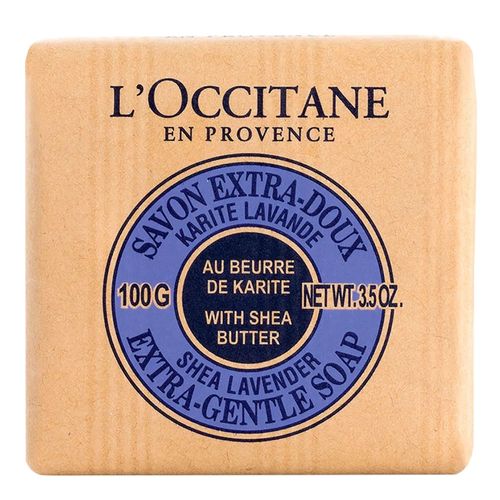 L'OCCITANE
EN PROVENCE
SAVON EXTRA-DOUX
KARITE LAVANDE
AU BEURRE
DE KARITE
100G
NET WT. 3.5 OZ.
WITH SHEA
BUTTER
SHEA LAVENDER
EXTRA-GENTLE SOAP